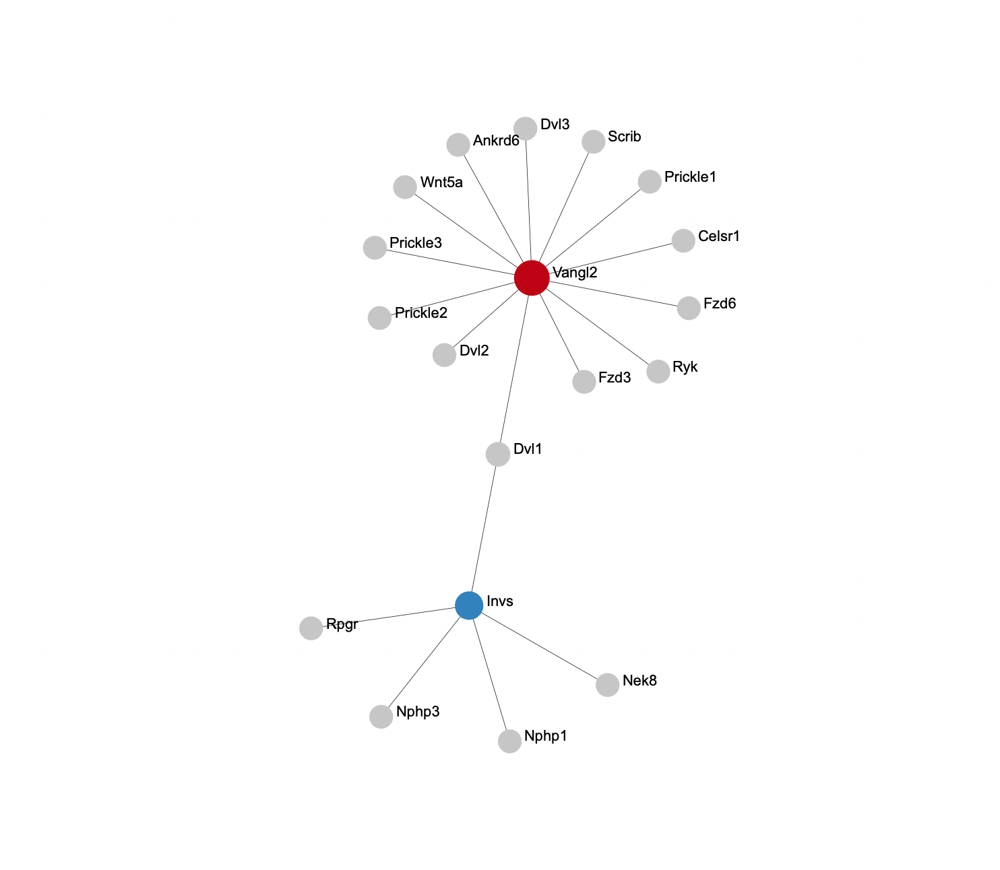 Dvl3
Scrib
Ankrd6
Prickle1
Wnt5a
Celsr1
Prickle3
Vangl2
Fzd6
Prickle2
Dvl2
Ryk
Fzd3
Dvl1
Invs
Rpgr
Nek8
Nphp3
Nphp1